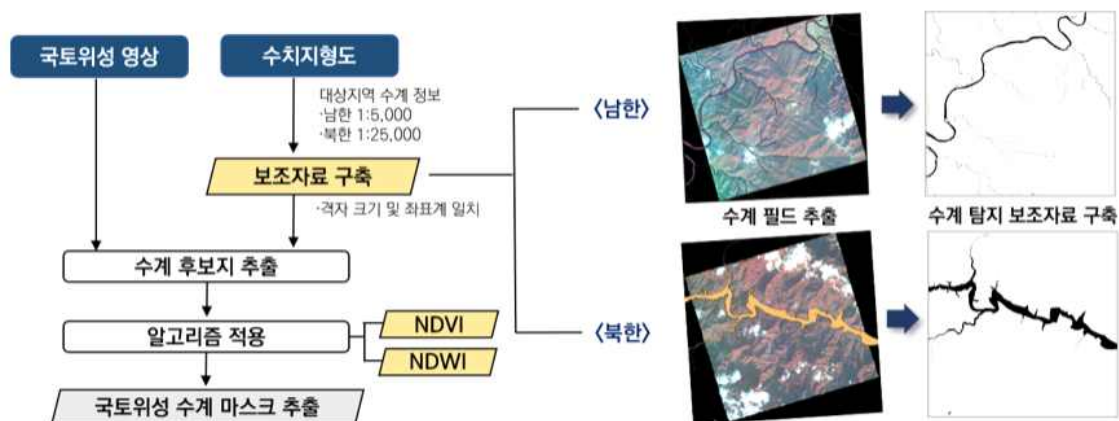 국토위성 영상
수치지형도
대상지역 수계 정보
·남한 1:5,000
·북한 1:25,000
보조자료 구축
·격자 크기 및 좌표계 일치
수계 후보지 추출
알고리즘 적용
NDVI
NDWI
국토위성 수계 마스크 추출
〈남한〉
수계 필드 추출
수계 탐지 보조자료 구축
〈북한〉